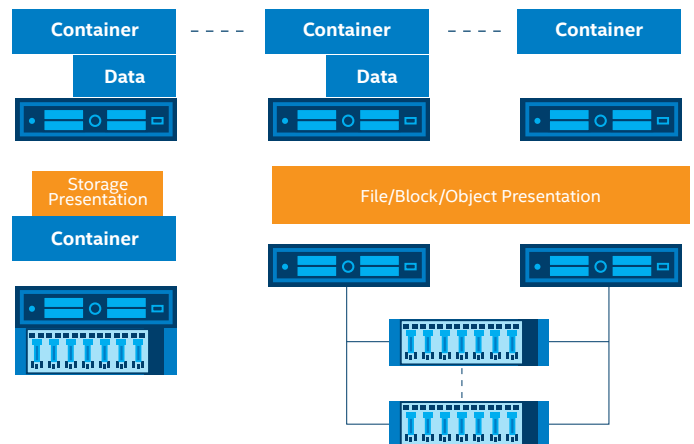 Container
Container
Container
Data
Data
Storage
Presentation
File/Block/Object Presentation
Container